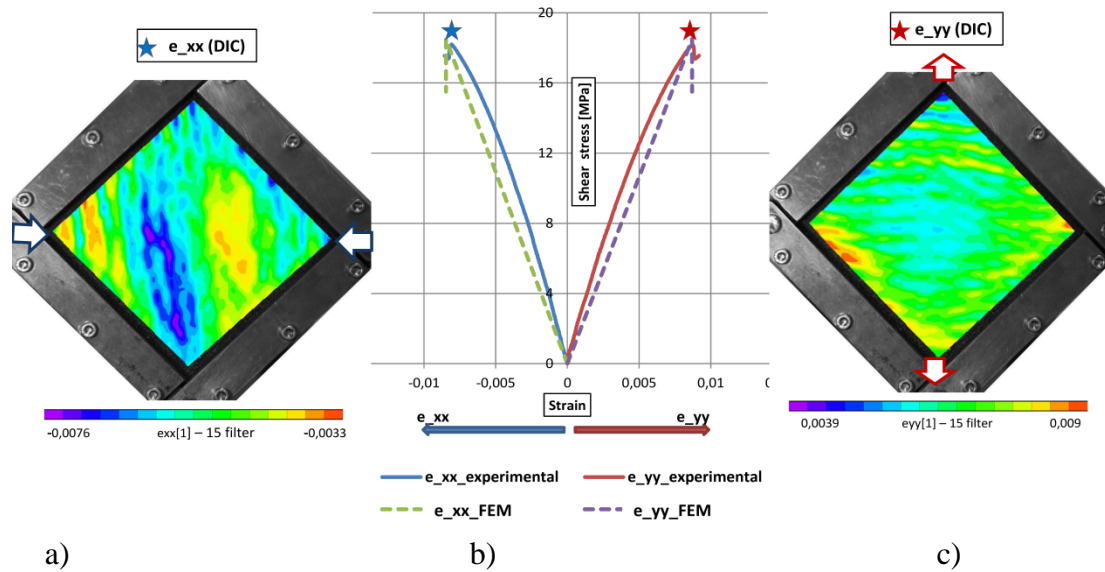 e_xx (DIC)
-0,0076
exx[1] – 15 filter
-0,0033
a)
20
16
12
8
4
0
Shear stress [MPa]
-0,01
-0,005
0
0,005
0,01
0
Strain
e_xx
e_yy
e_xx_experimental
e_yy_experimental
e_xx_FEM
e_yy_FEM
b)
e_yy (DIC)
0,0039
eyy[1] – 15 filter
0,009
c)